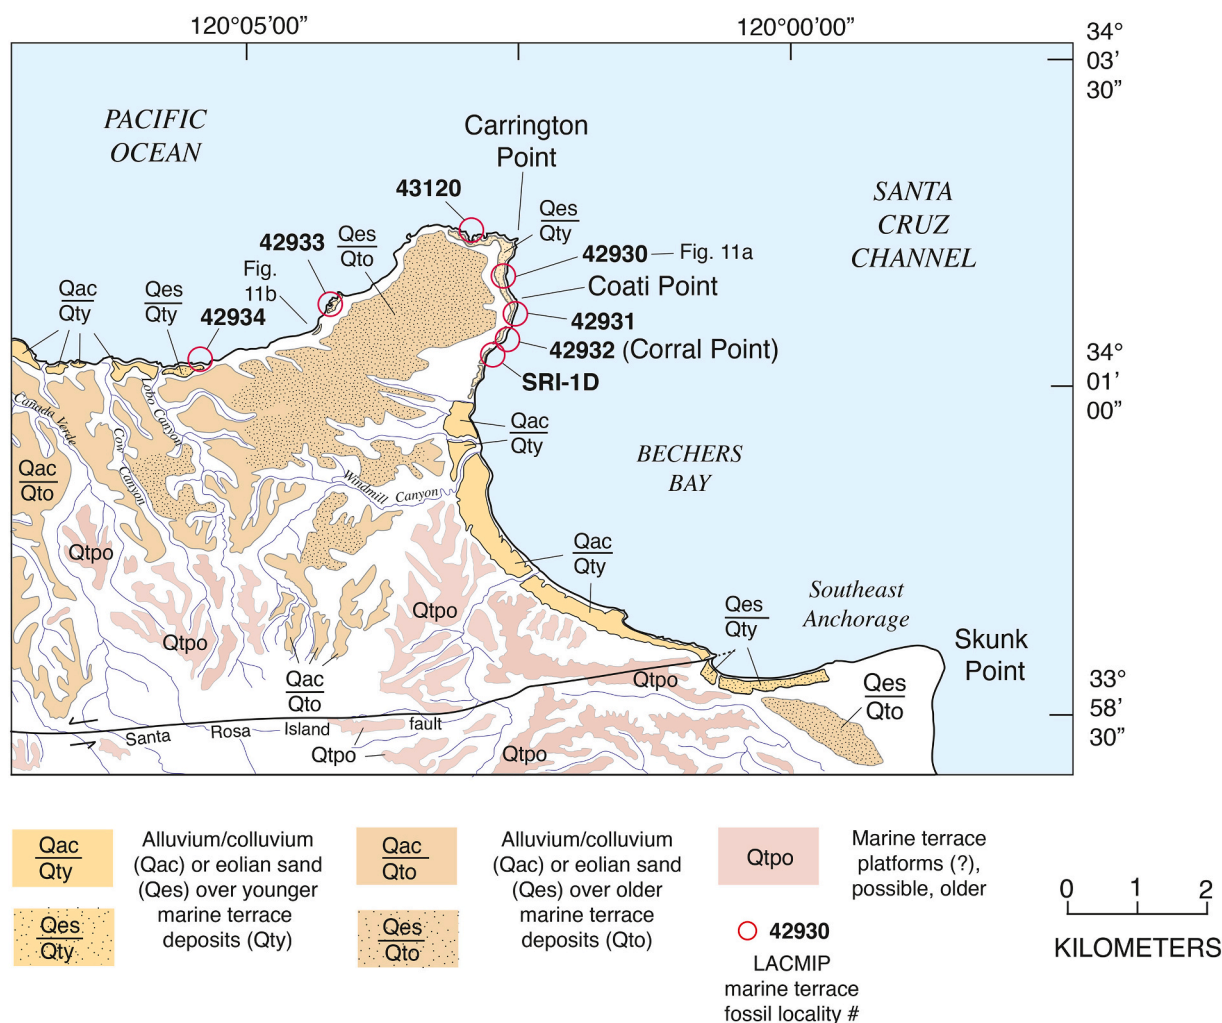 120°05'00"
120°00'00"
34°
03'
30"
PACIFIC
OCEAN
Carrington
Point
SANTA
CRUZ
CHANNEL
43120
Qes
Qty
42933
Qes
Qto
42930
Fig. 11a
Fig.
11b
Coati Point
Qac
Qty
Qes
Qty
42934
42931
42932 (Corral Point)
SRI-1D
34°
01'
00"
Cañada Verde
Lobo Canyon
Cow Canyon
Qac
Qty
BECHERS
BAY
Qac
Qto
Windmill Canyon
Qtpo
Qac
Qty
Qtpo
Southeast
Anchorage
Qes
Qty
Qtpo
Skunk
Point
Qac
Qto
Qtpo
Qes
Qto
33°
58'
30"
Santa Rosa Island fault
Qtpo
Qtpo
Qac
Qty
Alluvium/colluvium
(Qac) or eolian sand
(Qes) over younger
marine terrace
deposits (Qty)
Qes
Qty
Qac
Qto
Alluvium/colluvium
(Qac) or eolian sand
(Qes) over older
marine terrace
deposits (Qto)
Qes
Qto
Qtpo
Marine terrace
platforms (?),
possible, older
42930
LACMIP
marine terrace
fossil locality #
0 1 2
KILOMETERS